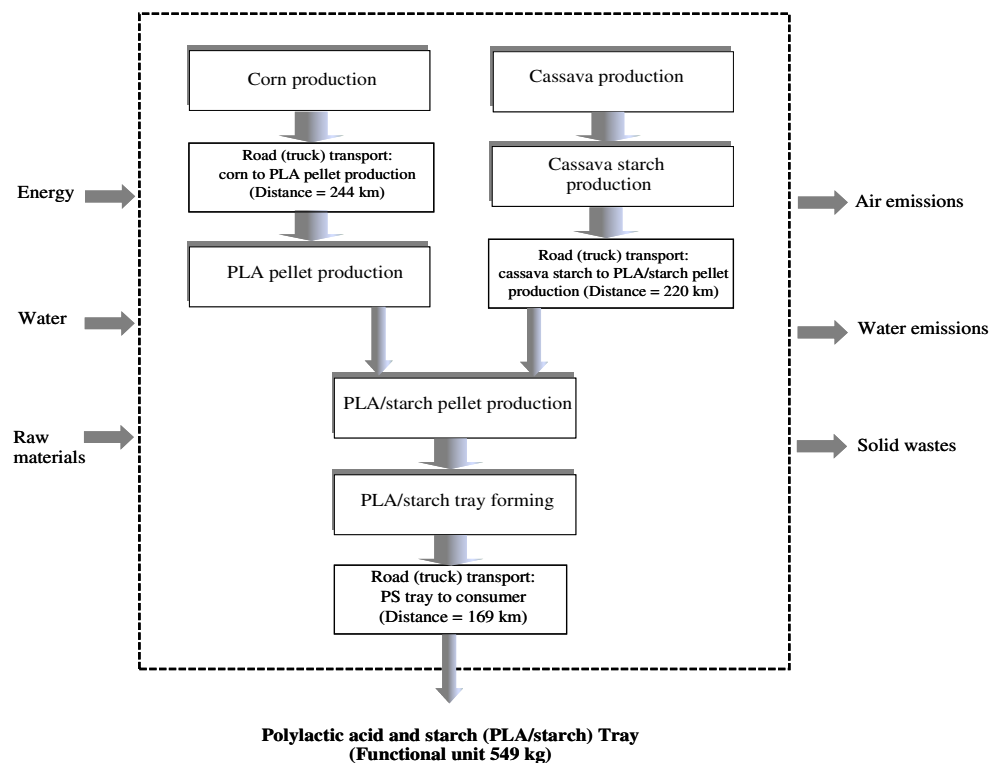 Corn production
Cassava production
Road (truck) transport:
corn to PLA pellet production
(Distance = 244 km)
Cassava starch
production
Energy
Air emissions
PLA pellet production
Road (truck) transport:
cassava starch to PLA/starch pellet
production (Distance = 220 km)
Water
Water emissions
PLA/starch pellet production
Raw
materials
Solid wastes
PLA/starch tray forming
Road (truck) transport:
PS tray to consumer
(Distance = 169 km)
Polylactic acid and starch (PLA/starch) Tray
(Functional unit 549 kg)